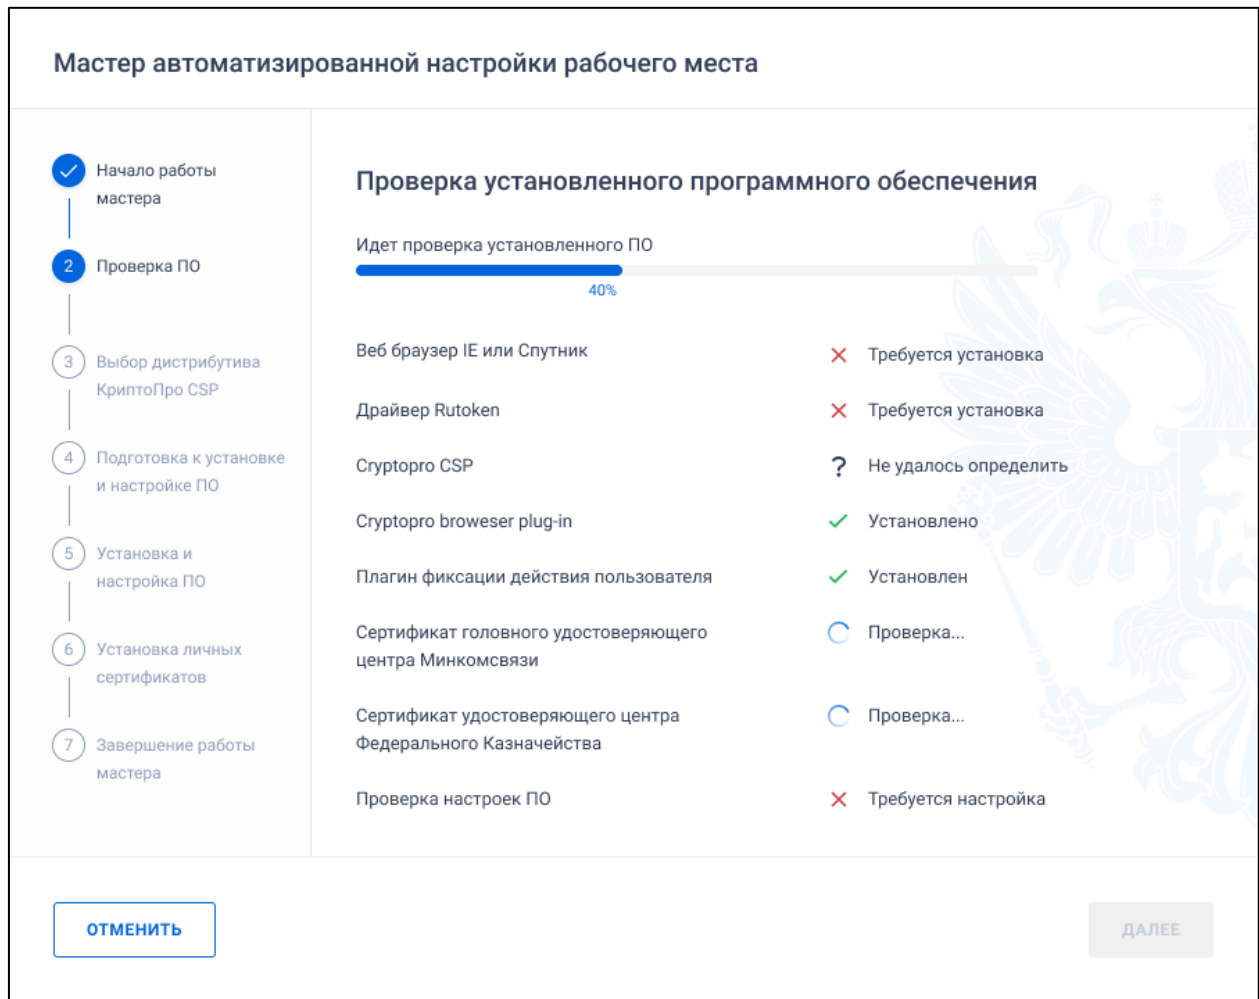 Мастер автоматизированной настройки рабочего места
Начало работы
мастера
2
Проверка ПО
3
Выбор дистрибутива
КриптоПро CSP
4
Подготовка к установке
и настройке ПО
5
Установка и
настройка ПО
6
Установка личных
сертификатов
7
Завершение работы
мастера
Проверка установленного программного обеспечения
Идет проверка установленного ПО
40%
Веб браузер IE или Спутник
Требуется установка
Драйвер Rutoken
Требуется установка
Cryptopro CSP
? Не удалось определить
Cryptopro broweser plug-in
Установлено
Плагин фиксации действия пользователя
Установлен
Сертификат головного удостоверяющего
центра Минкомсвязи
Проверка...
Сертификат удостоверяющего центра
Федерального Казначейства
Проверка...
Проверка настроек ПО
Требуется настройка
ОТМЕНИТЬ
ДАЛЕЕ